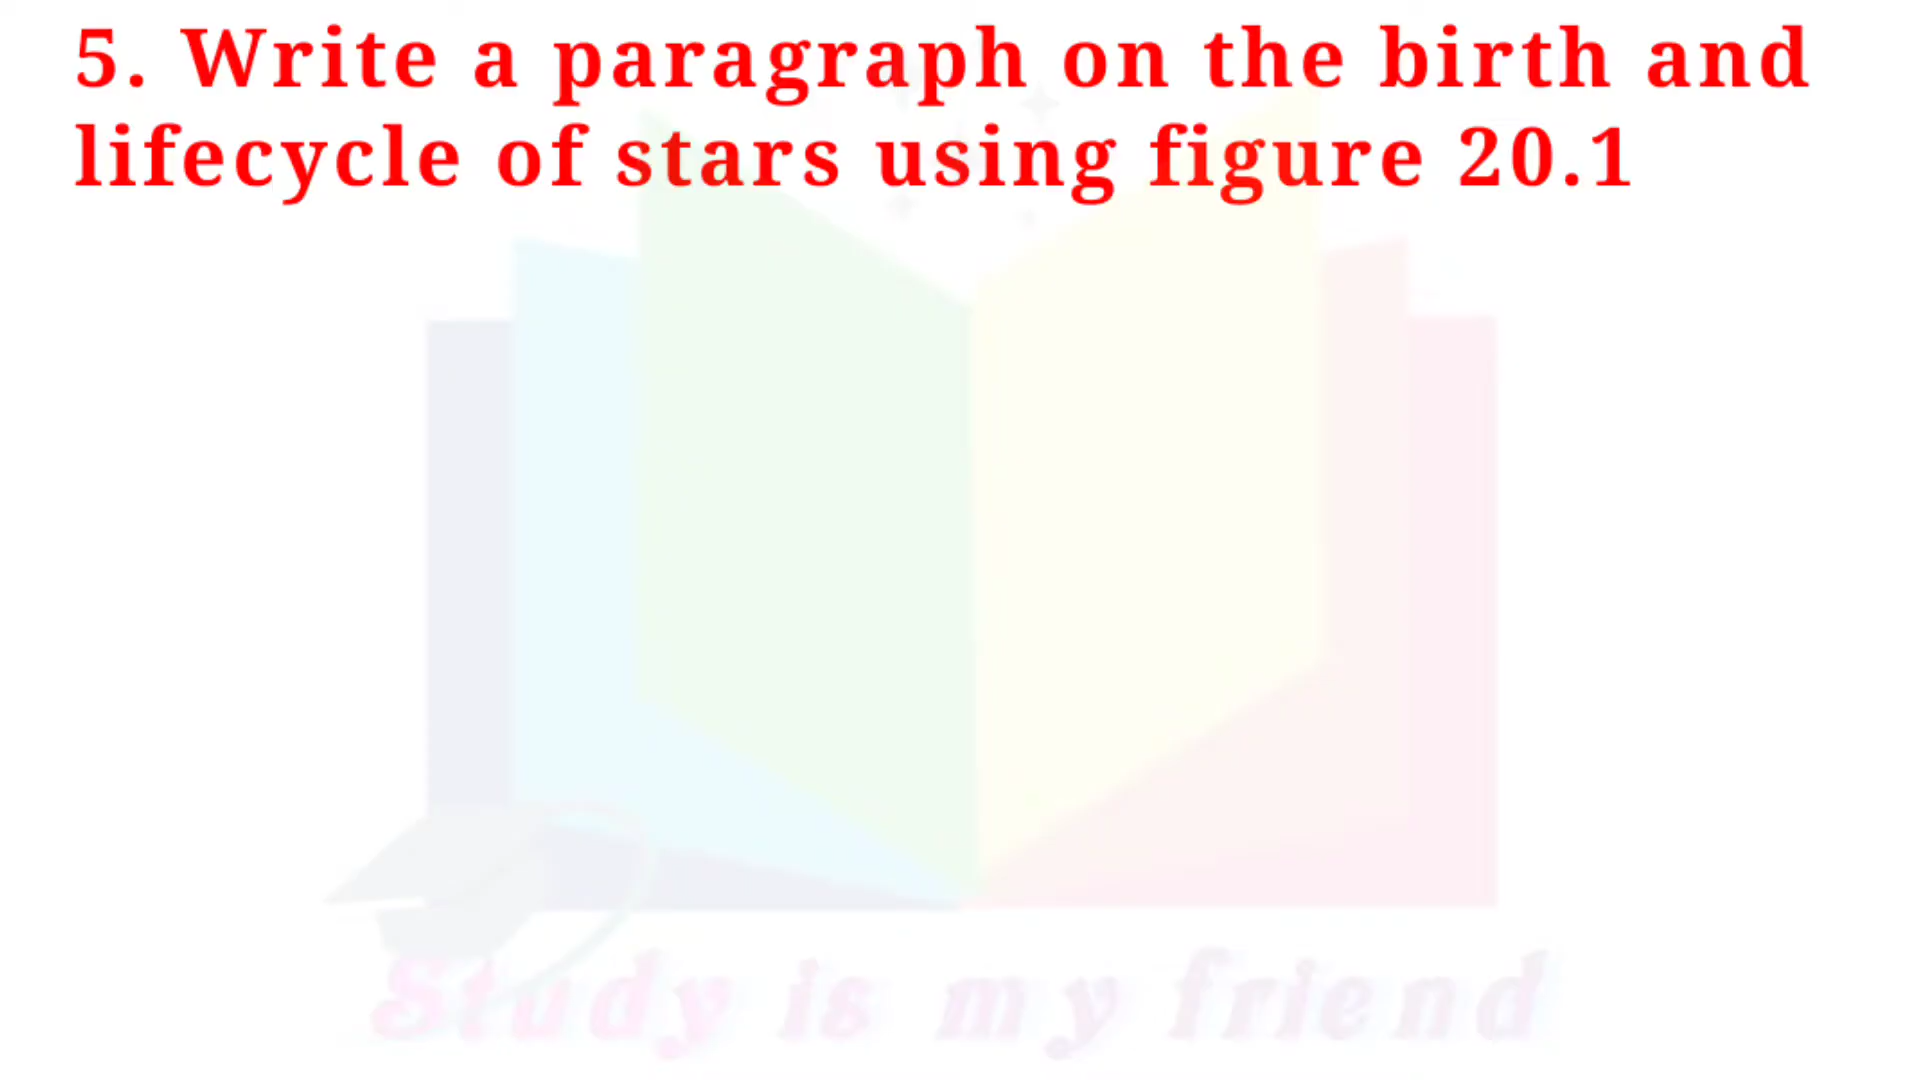 5. Write a paragraph on the birth and
lifecycle of stars using figure 20.1
Study is my friend